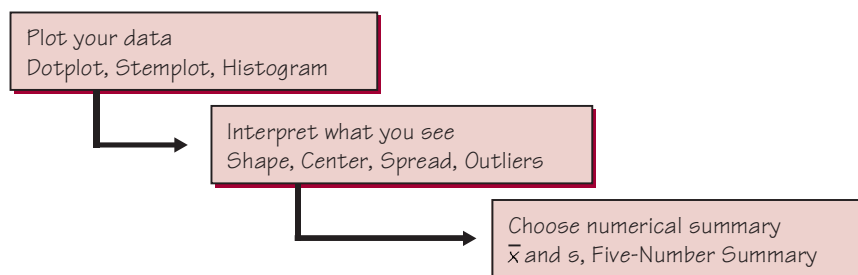 Plot your data
Dotplot, Stemplot, Histogram
Interpret what you see
Shape, Center, Spread, Outliers
Choose numerical summary
x̄ and s, Five-Number Summary